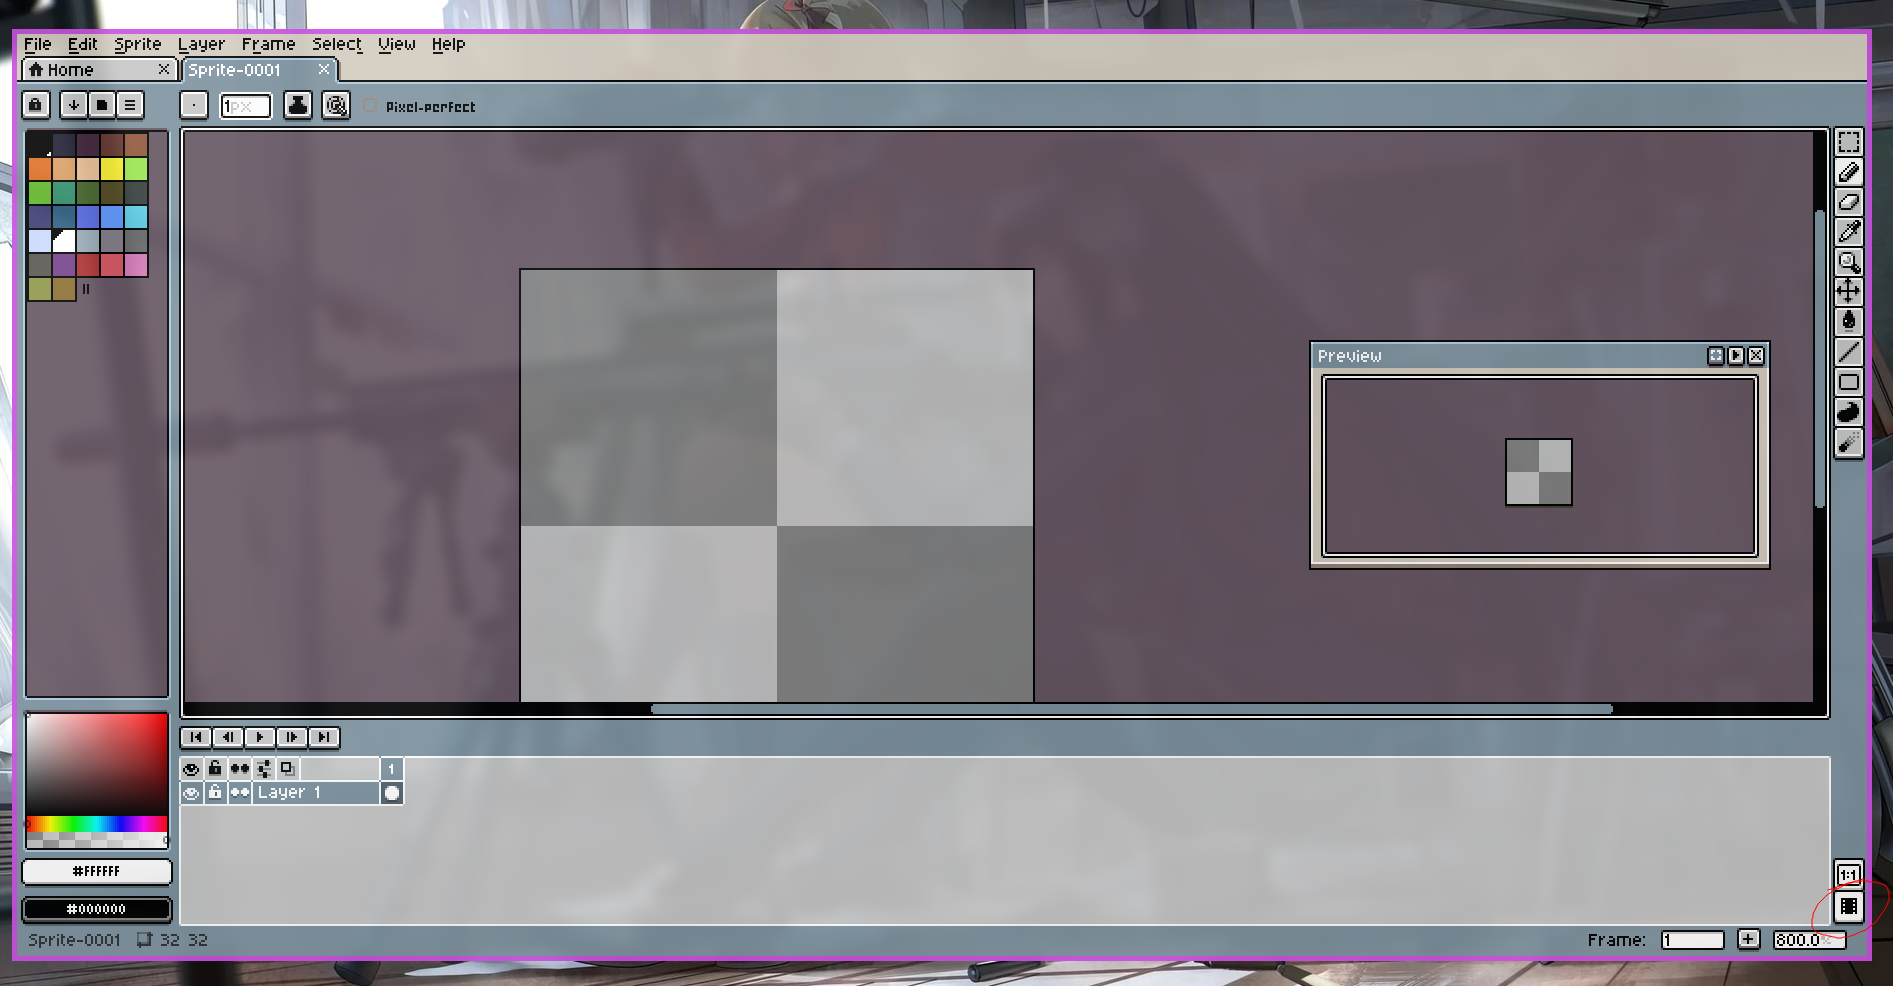 File Edit Sprite Layer Frame Select View Help
Home
Sprite-0001
1px
Pixel-perfect
Preview
1
Layer 1
#FFFFFF
#000000
1:1
Sprite-0001 32 32
Frame: 1 800.0%